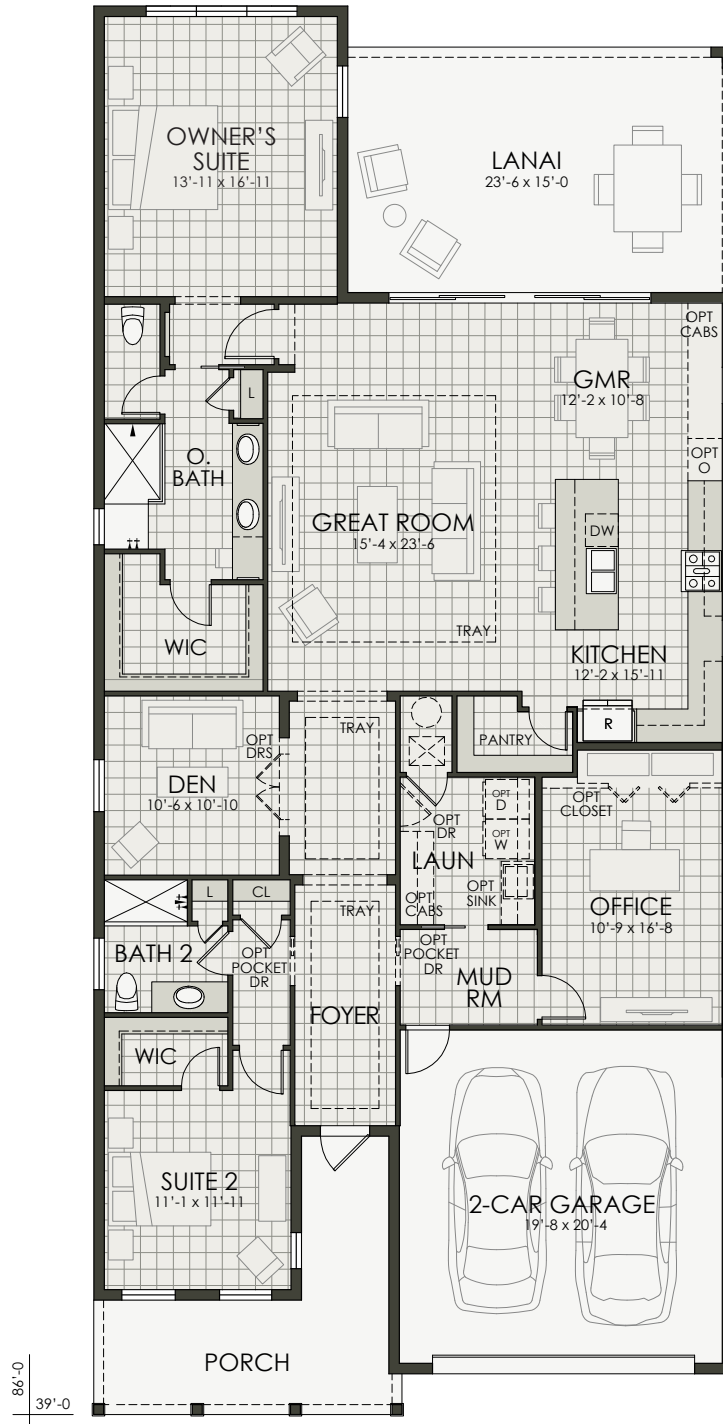 OWNER'S
SUITE
13'-11 x 16'-11
LANAI
23'-6 x 15'-0
OPT
CABS
GMR
12'-2 x 10'-8
L
O.
BATH
OPT
O
GREAT ROOM
15'-4 x 23'-6
DW
TRAY
WIC
KITCHEN
12'-2 x 15'-11
R
TRAY
PANTRY
OPT
DRS
DEN
10'-6 x 10'-10
OPT
D
OPT
CLOSET
OPT
DR
OPT
W
LAUN
OPT
SINK
OPT
CABS
OFFICE
10'-9 x 16'-8
L
CL
TRAY
BATH 2
OPT
POCKET
DR
OPT
POCKET
DR
MUD
RM
FOYER
WIC
SUITE 2
11'-1 x 11'-11
2-CAR GARAGE
19'-8 x 20'-4
PORCH
86'-0
39'-0